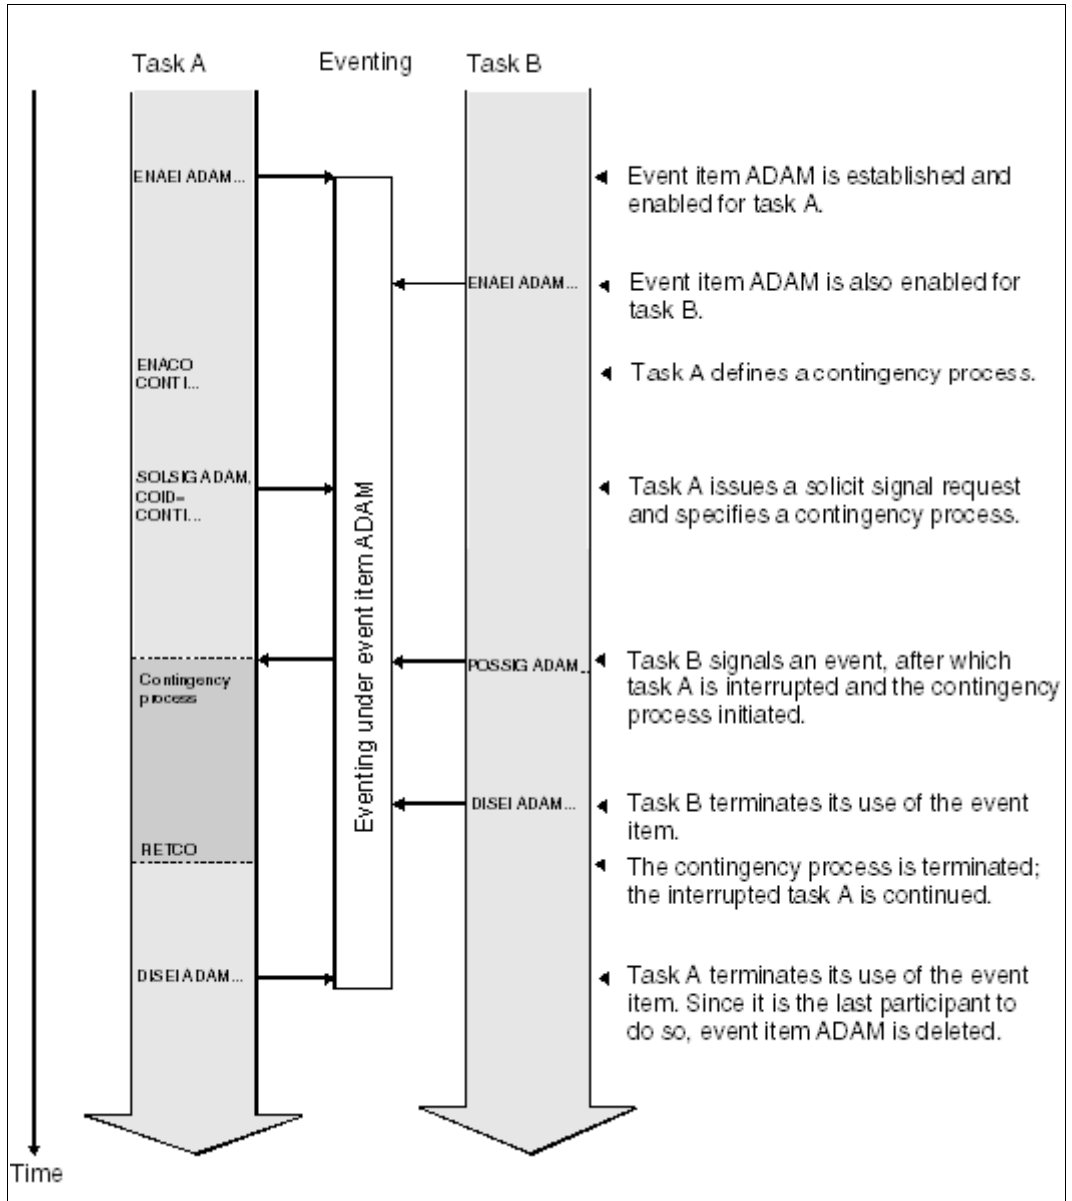 Task A Eventing Task B
ENAEI ADAM...
Event item ADAM is established and
enabled for task A.
ENAEI ADAM...
Event item ADAM is also enabled for
task B.
ENACO
CONTI...
Task A defines a contingency process.
SOLSIG ADAM,
COID=
CONTI...
Task A issues a solicit signal request
and specifies a contingency process.
Eventing under event item ADAM
POSSIG ADAM...
Task B signals an event, after which
task A is interrupted and the contingency
process initiated.
Contingency
process
DISEI ADAM...
Task B terminates its use of the event
item.
RETCO
The contingency process is terminated;
the interrupted task A is continued.
DISEI ADAM...
Task A terminates its use of the event
item. Since it is the last participant to
do so, event item ADAM is deleted.
Time